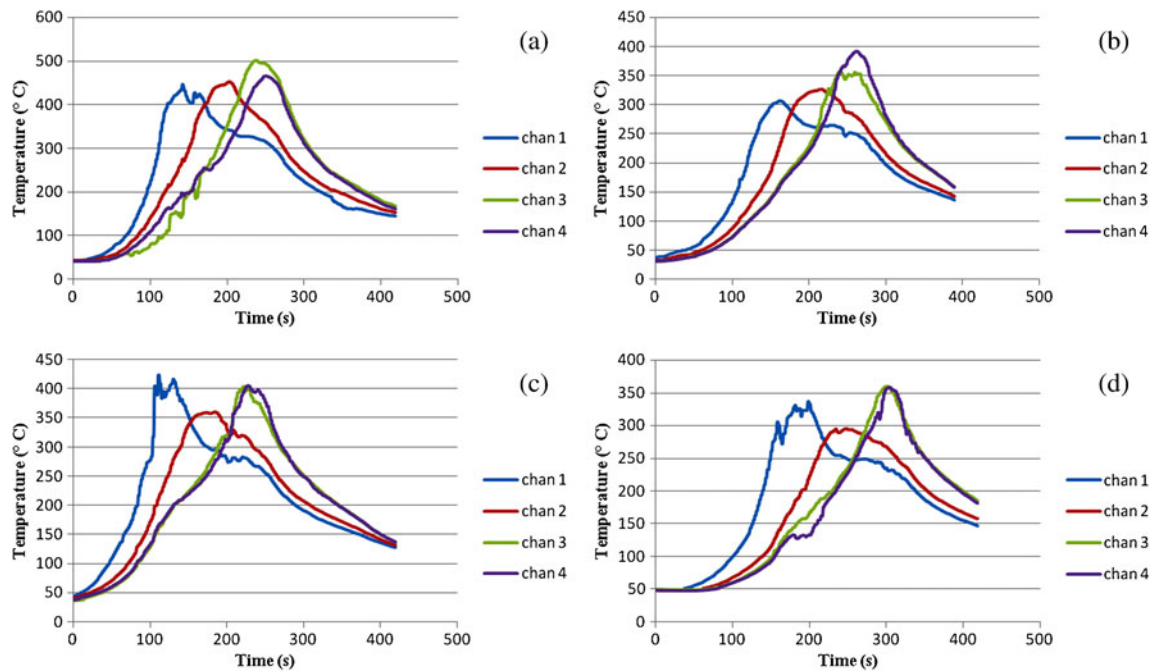 600
500
400
300
200
100
0
Temperature (° C)
0 100 200 300 400 500
Time (s)
(a)
chan 1
chan 2
chan 3
chan 4
450
400
350
300
250
200
150
100
50
0
Temperature (° C)
0 100 200 300 400 500
Time (s)
(b)
chan 1
chan 2
chan 3
chan 4
450
400
350
300
250
200
150
100
50
0
Temperature (° C)
0 100 200 300 400 500
Time (s)
(c)
chan 1
chan 2
chan 3
chan 4
400
350
300
250
200
150
100
50
0
Temperature (° C)
0 100 200 300 400 500
Time (s)
(d)
chan 1
chan 2
chan 3
chan 4